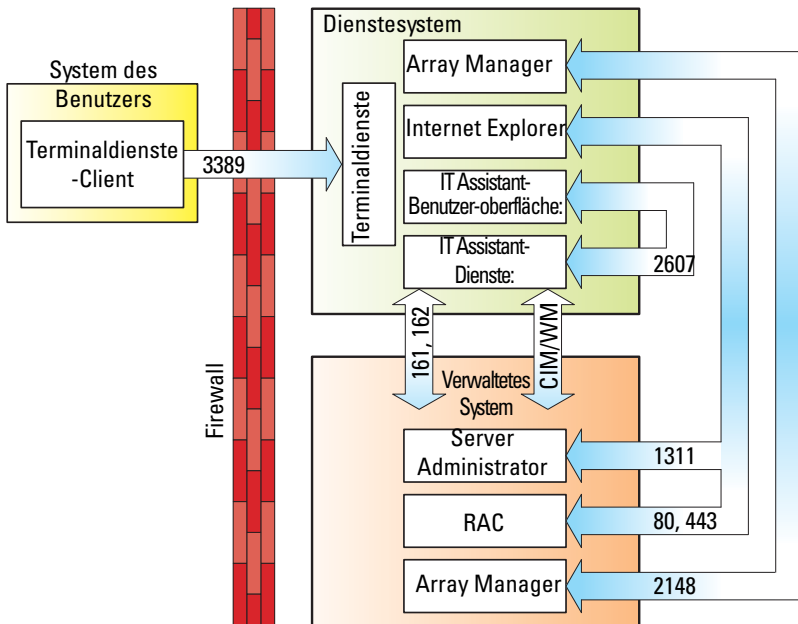 Dienstesystem
System des
Benutzers
Terminaldienste
-Client
3389
Firewall
Terminaldienste
Array Manager
Internet Explorer
IT Assistant-
Benutzer-oberfläche:
IT Assistant-
Dienste:
2607
161, 162
CIM/WM
Verwaltetes
System
Server
Administrator
1311
RAC
80, 443
Array Manager
2148